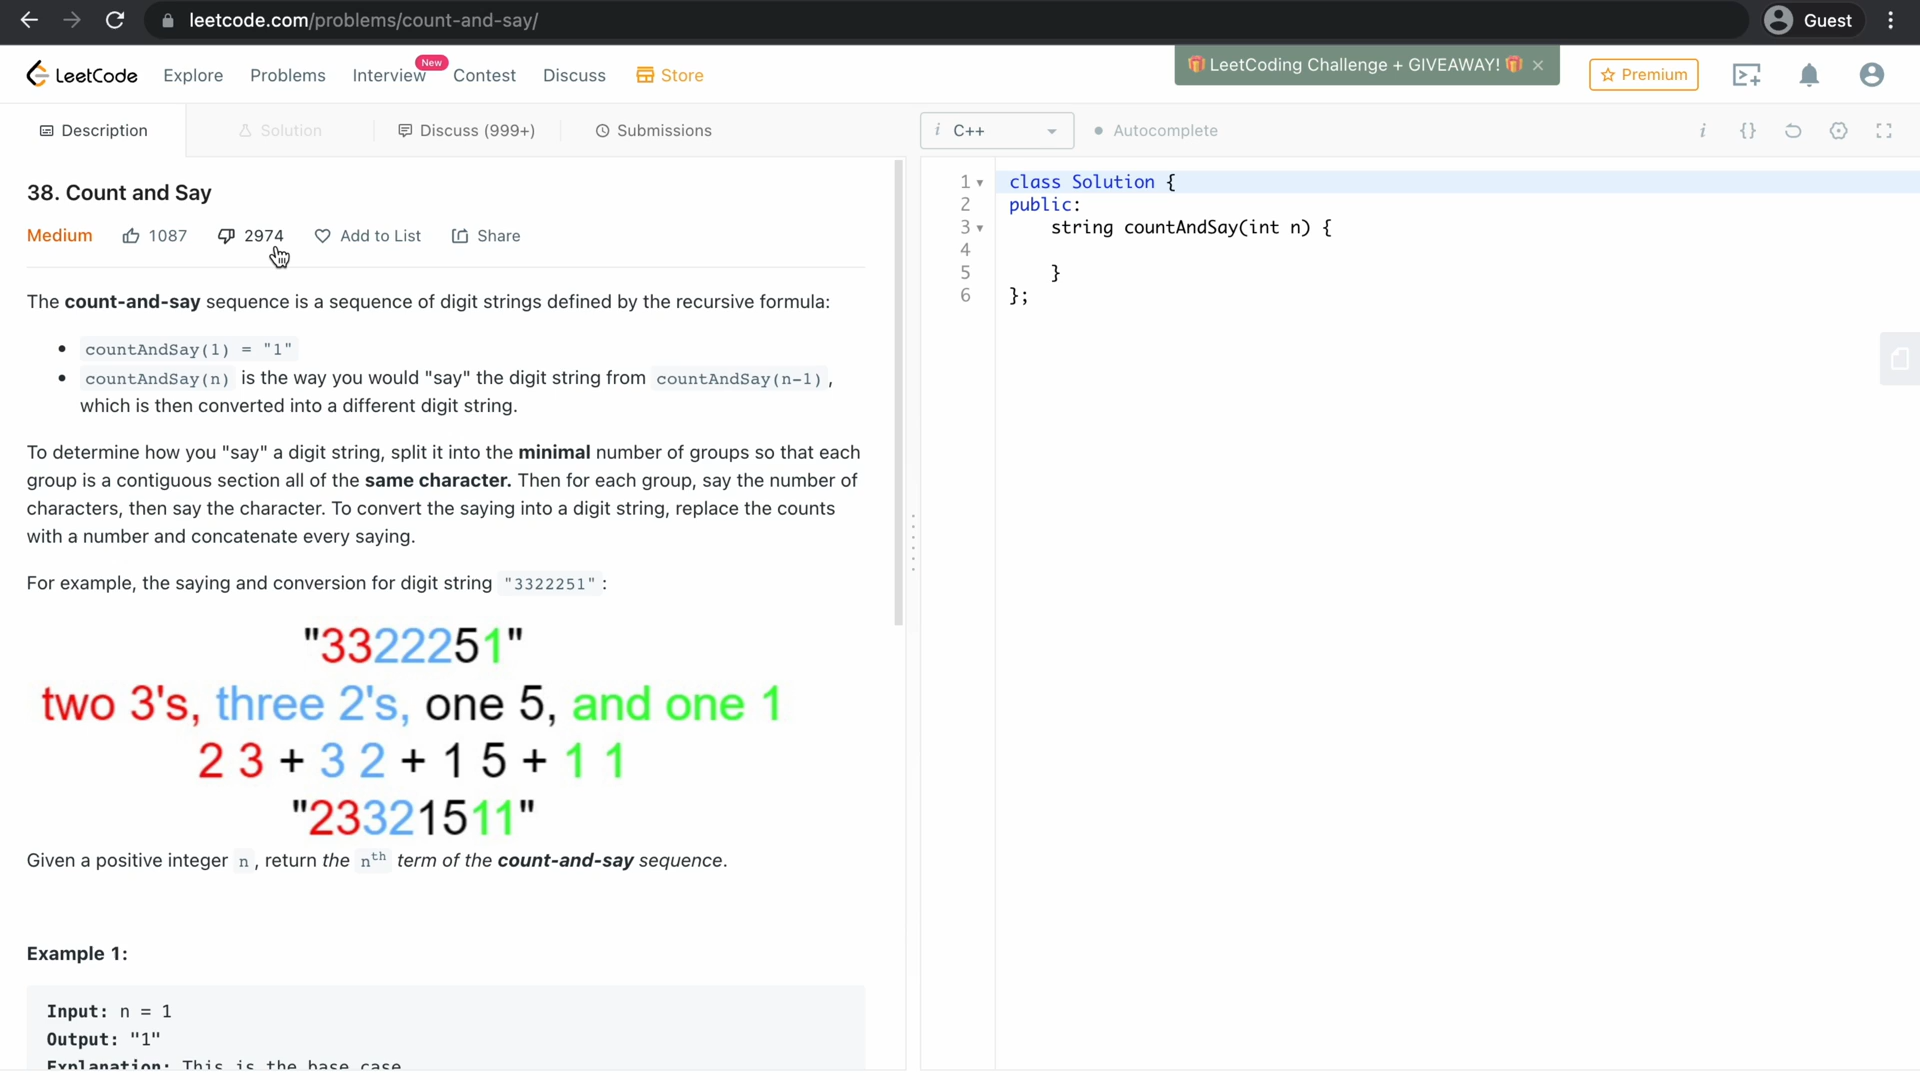 leetcode.com/problems/count-and-say/
Guest
LeetCode
Explore
Problems
Interview
New
Contest
Discuss
Store
LeetCoding Challenge + GIVEAWAY!
Premium
Description
Solution
Discuss (999+)
Submissions
i C++
Autocomplete
i
{}
38. Count and Say
Medium
1087
2974
Add to List
Share
The count-and-say sequence is a sequence of digit strings defined by the recursive formula:
• countAndSay(1) = "1"
• countAndSay(n) is the way you would "say" the digit string from countAndSay(n-1),
which is then converted into a different digit string.
To determine how you "say" a digit string, split it into the minimal number of groups so that each
group is a contiguous section all of the same character. Then for each group, say the number of
characters, then say the character. To convert the saying into a digit string, replace the counts
with a number and concatenate every saying.
For example, the saying and conversion for digit string "3322251":
"3322251"
two 3's, three 2's, one 5, and one 1
2 3 + 3 2 + 1 5 + 1 1
"23321511"
Given a positive integer n, return the nth term of the count-and-say sequence.
Example 1:
Input: n = 1
Output: "1"
Explanation: This is the base case.
1 class Solution {
2 public:
3 string countAndSay(int n) {
4
5 }
6 };